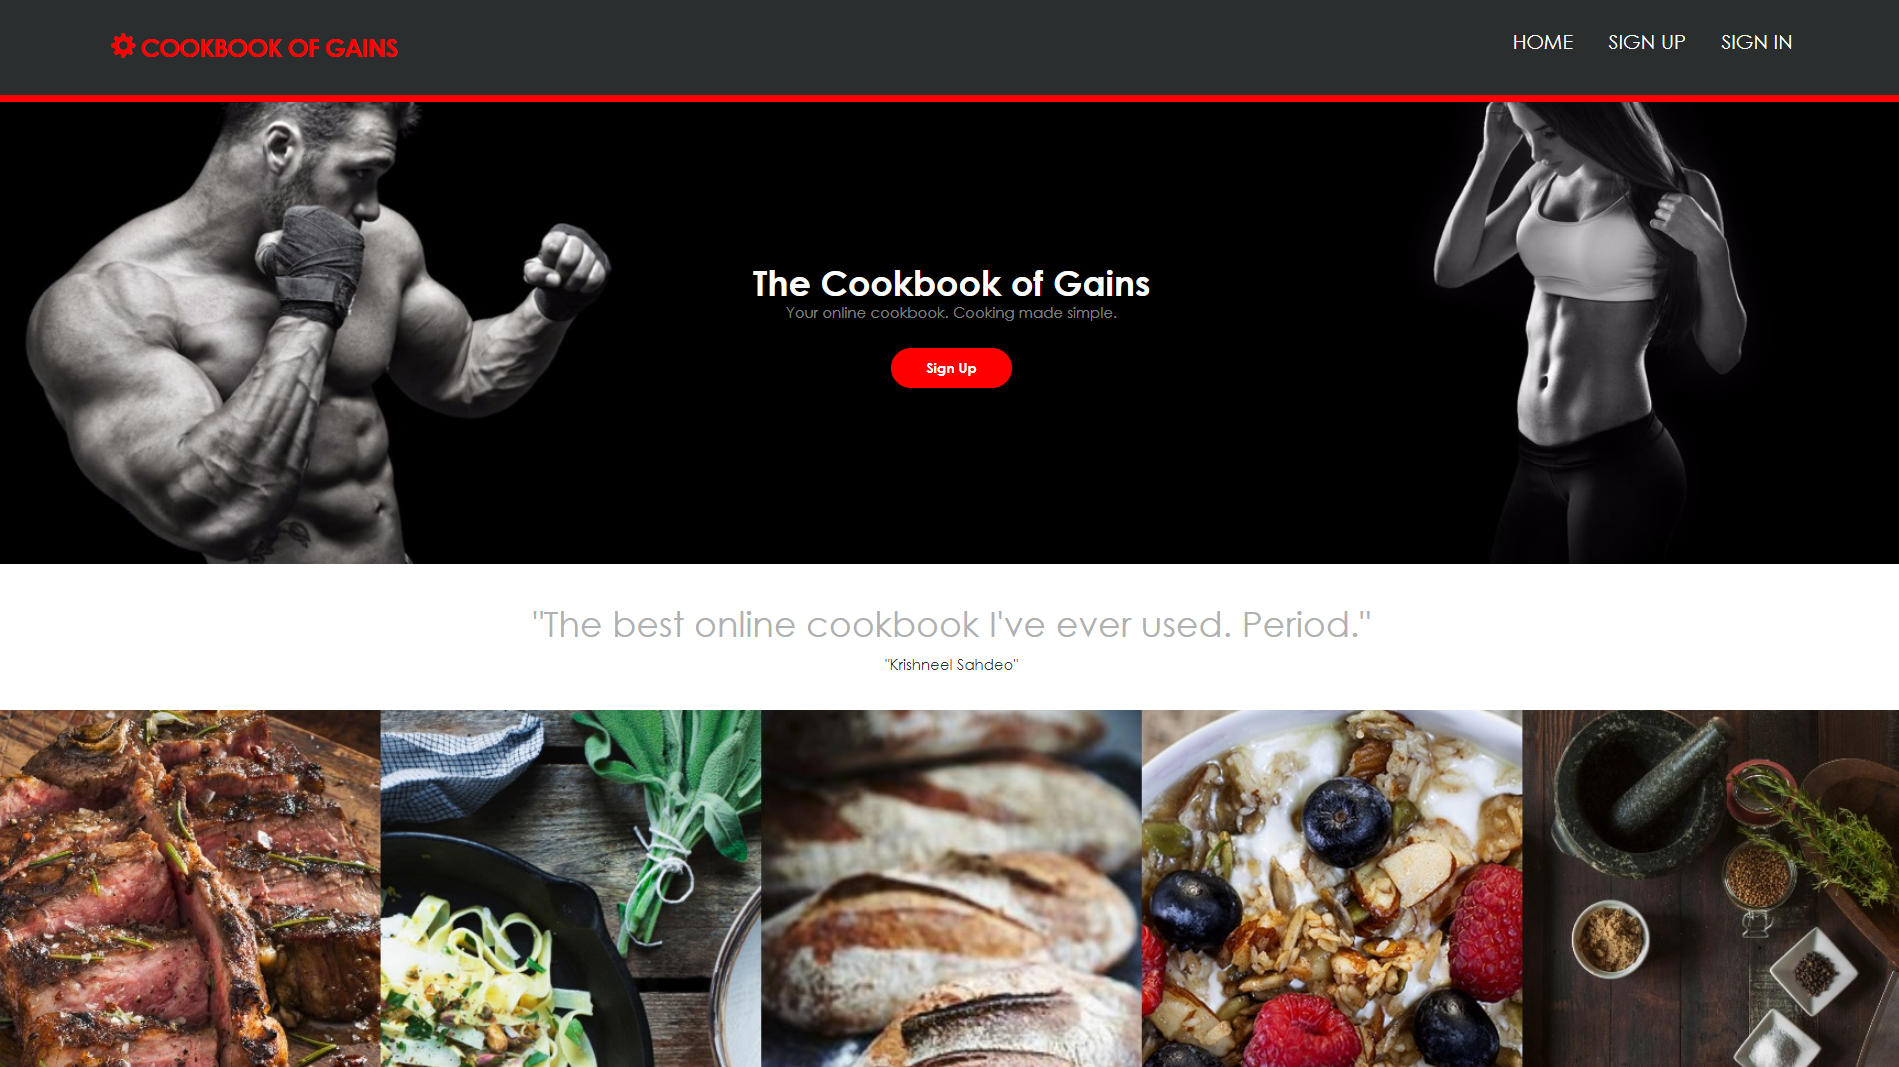 COOKBOOK OF GAINS
HOME SIGN UP SIGN IN
The Cookbook of Gains
Your online cookbook. Cooking made simple.
Sign Up
"The best online cookbook I've ever used. Period."
"Krishneel Sahdeo"